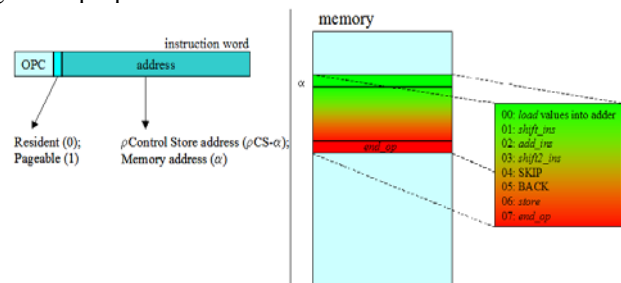 memory
instruction word
OPC
address
α
Resident (0);
Pageable (1)
ρControl Store address (ρCS-α);
Memory address (α)
end_op
00: load values into adder
01: shift_ins
02: add_ins
03: shift2_ins
04: SKIP
05: BACK
06: store
07: end_op